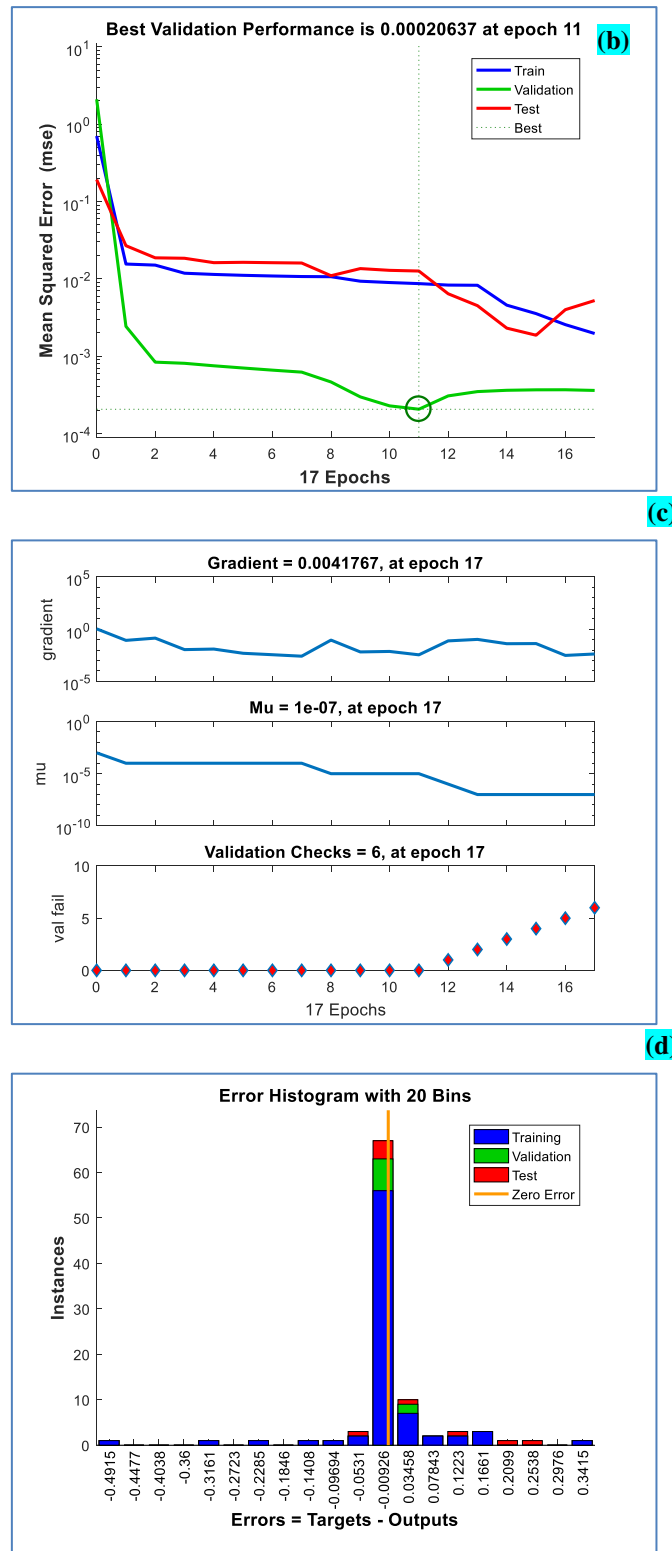 Best Validation Performance is 0.00020637 at epoch 11
(b)
10^1
10^0
10^-1
10^-2
10^-3
10^-4
Mean Squared Error (mse)
Train
Validation
Test
Best
0 2 4 6 8 10 12 14 16
17 Epochs
(c)
Gradient = 0.0041767, at epoch 17
10^5
10^0
10^-5
gradient
Mu = 1e-07, at epoch 17
10^0
10^-5
10^-10
mu
Validation Checks = 6, at epoch 17
10
5
0
val fail
0 2 4 6 8 10 12 14 16
17 Epochs
(d)
Error Histogram with 20 Bins
70
60
50
40
30
20
10
0
Instances
Training
Validation
Test
Zero Error
-0.4915
-0.4477
-0.4038
-0.36
-0.3161
-0.2723
-0.2285
-0.1846
-0.1408
-0.09694
-0.0531
-0.00926
0.03458
0.07843
0.1223
0.1661
0.2099
0.2538
0.2976
0.3415
Errors = Targets - Outputs